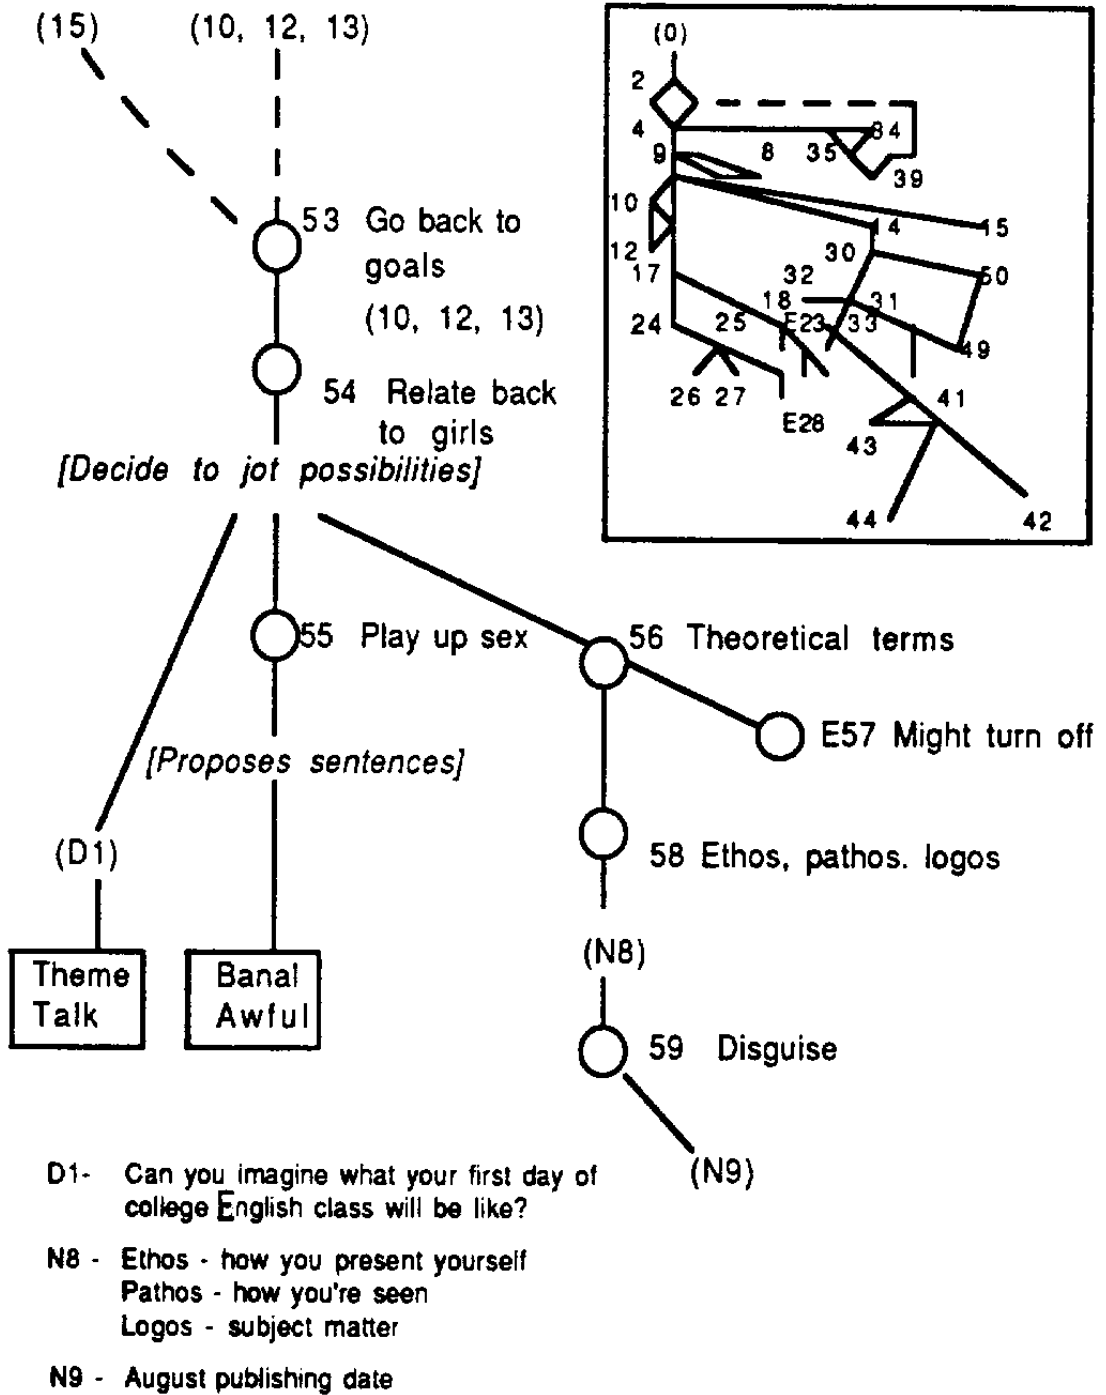 (15)
(10, 12, 13)
53 Go back to
goals
(10, 12, 13)
54 Relate back
to girls
[Decide to jot possibilities]
55 Play up sex
56 Theoretical terms
E57 Might turn off
[Proposes sentences]
(D1)
58 Ethos, pathos. logos
(N8)
Theme
Talk
Banal
Awful
59 Disguise
(N9)
(0)
2
4
34
9
8
35
39
10
14
15
12
30
17
32
50
18
31
24
25
E23
33
49
26
27
41
E28
43
44
42
D1- Can you imagine what your first day of
college English class will be like?
N8 - Ethos - how you present yourself
Pathos - how you're seen
Logos - subject matter
N9 - August publishing date